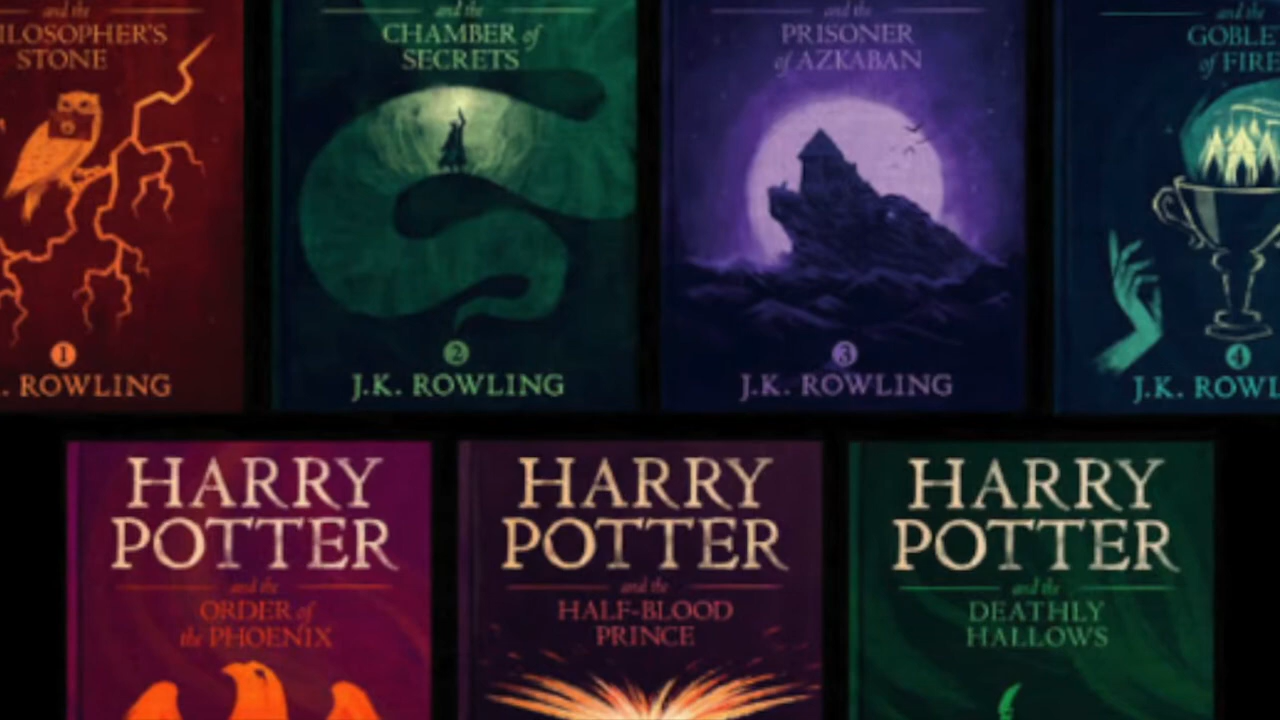 and the
ILOSOPHER'S
STONE
1
. ROWLING
and the
CHAMBER of
SECRETS
2
J.K. ROWLING
and the
PRISONER
of AZKABAN
3
J.K. ROWLING
and the
GOBLET
of FIRE
4
J.K. ROWL
HARRY
POTTER
and the
ORDER of
the PHOENIX
HARRY
POTTER
and the
HALF-BLOOD
PRINCE
HARRY
POTTER
and the
DEATHLY
HALLOWS